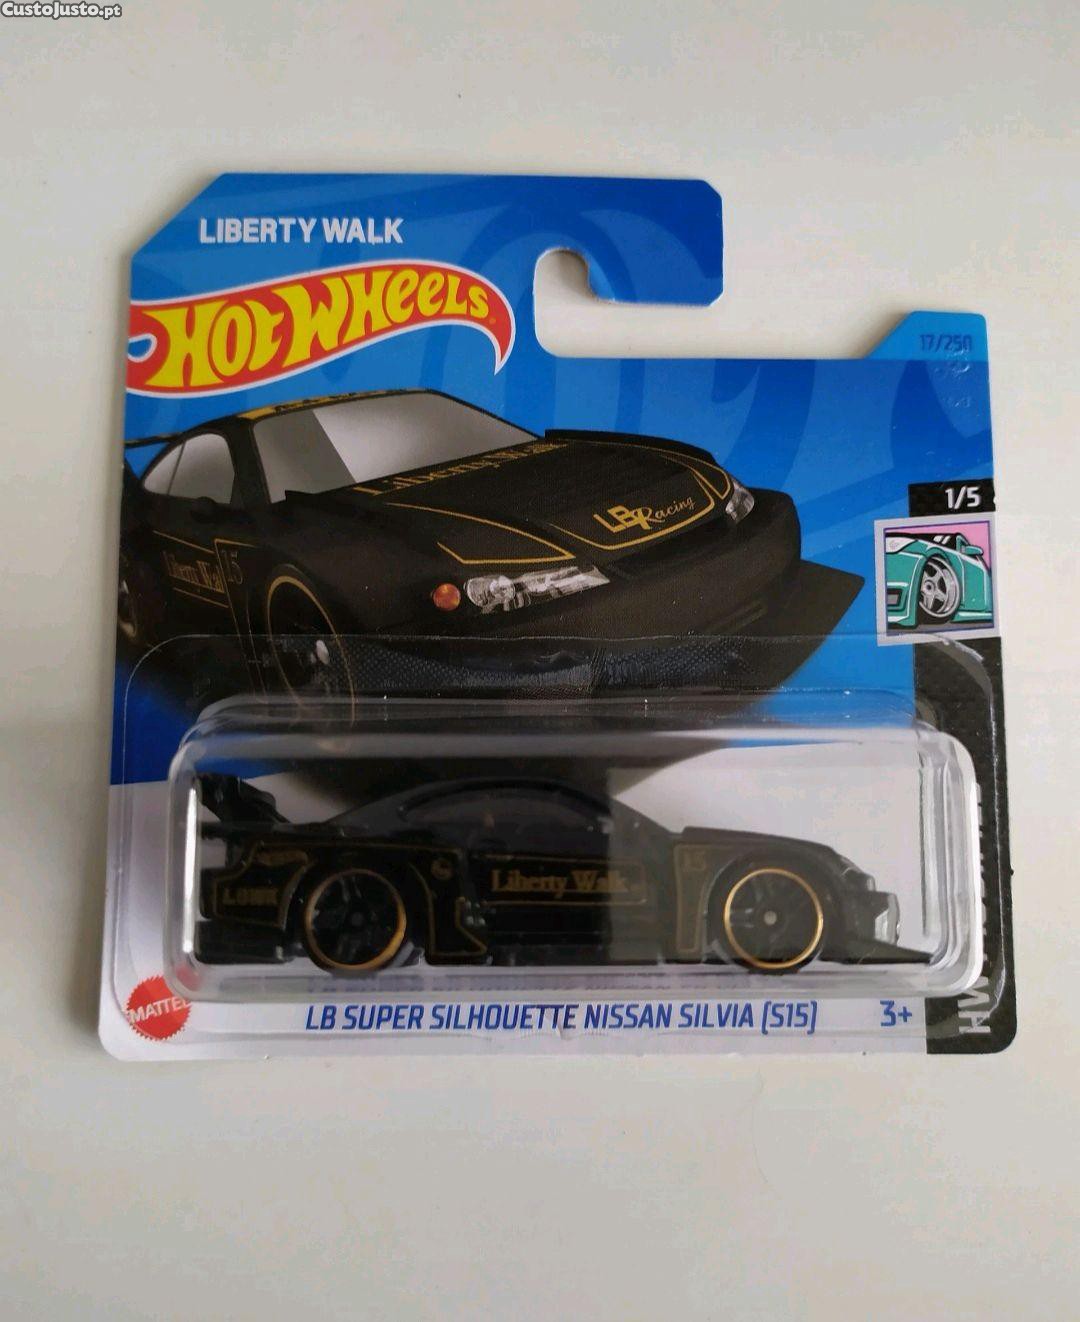 CustoJusto.pt
LIBERTY WALK
HOT WHEELS
17/250
1/5
Liberty Walk
LB Racing
15
Liberty Walk
15
MATTEL
LB SUPER SILHOUETTE NISSAN SILVIA (S15)
3+
HW